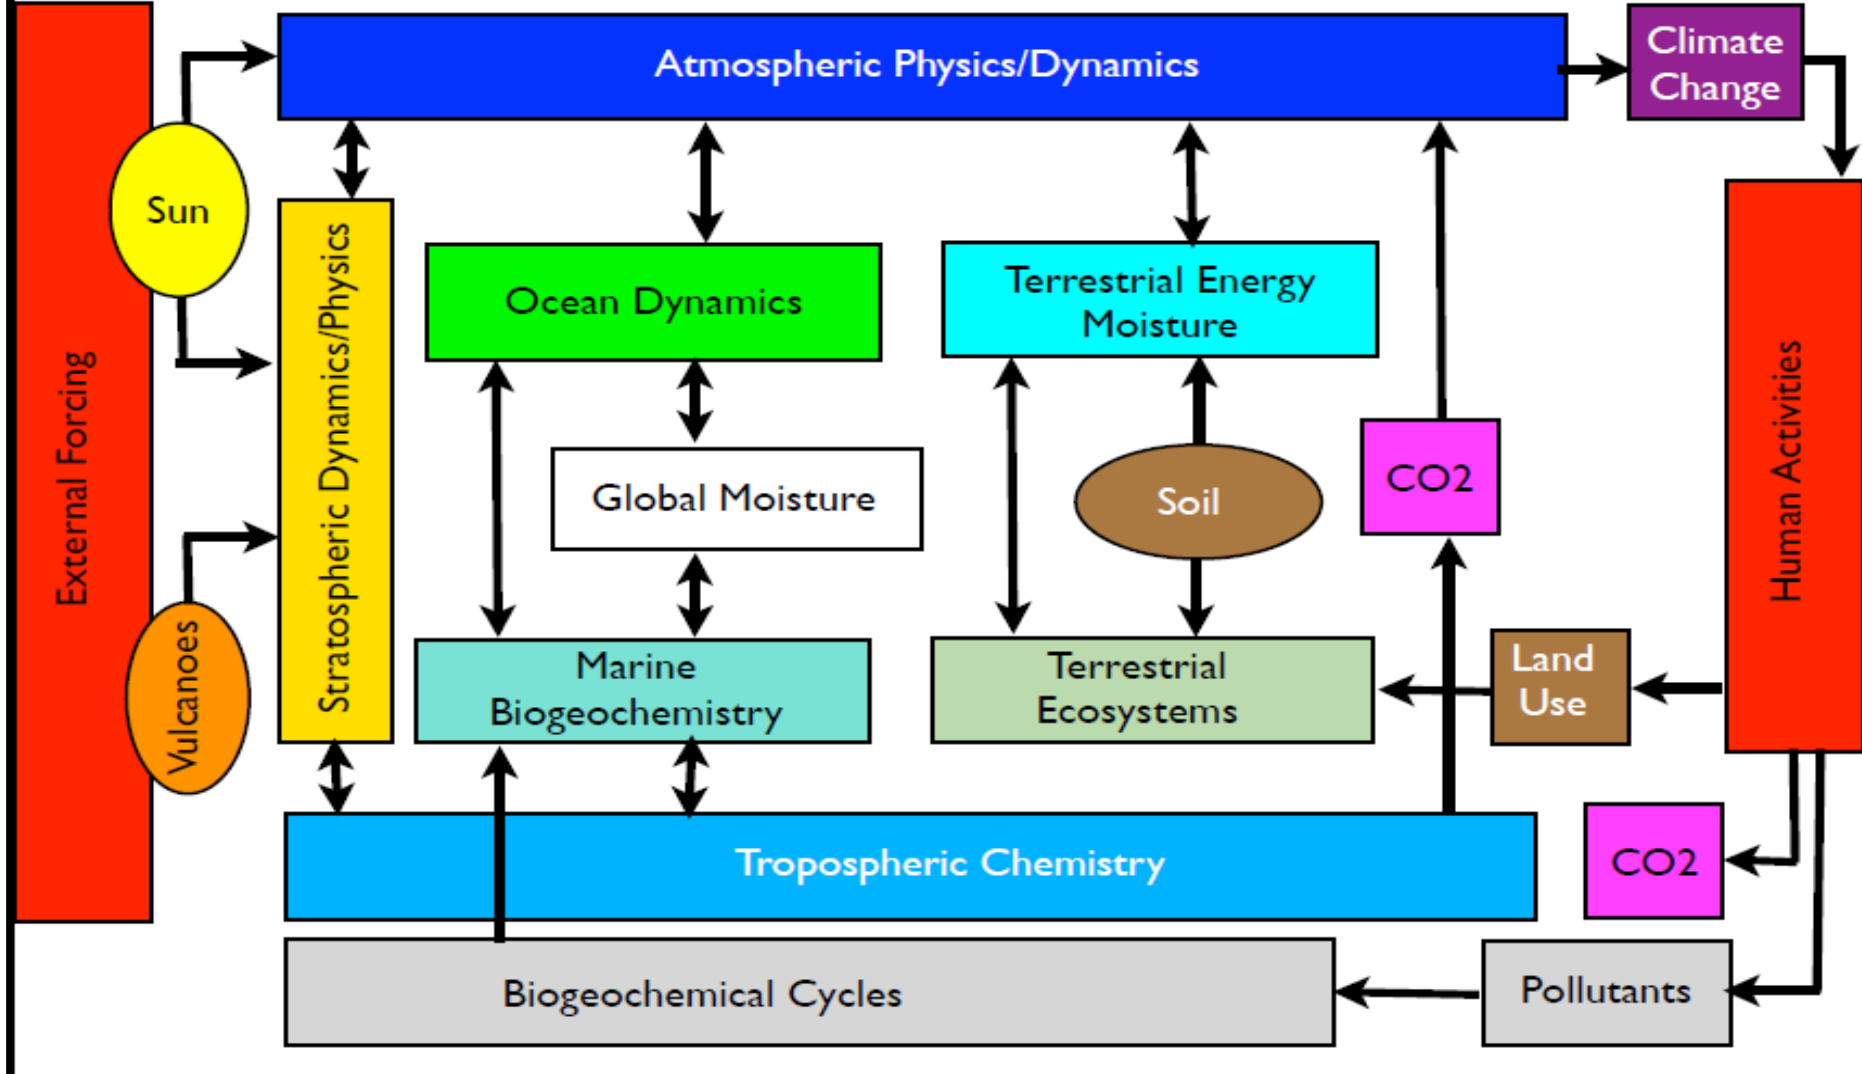 Atmospheric Physics/Dynamics
Climate
Change
Sun
External Forcing
Stratospheric Dynamics/Physics
Ocean Dynamics
Terrestrial Energy
Moisture
Global Moisture
Soil
CO2
Human Activities
Vulcanoes
Marine
Biogeochemistry
Terrestrial
Ecosystems
Land
Use
Tropospheric Chemistry
CO2
Biogeochemical Cycles
Pollutants